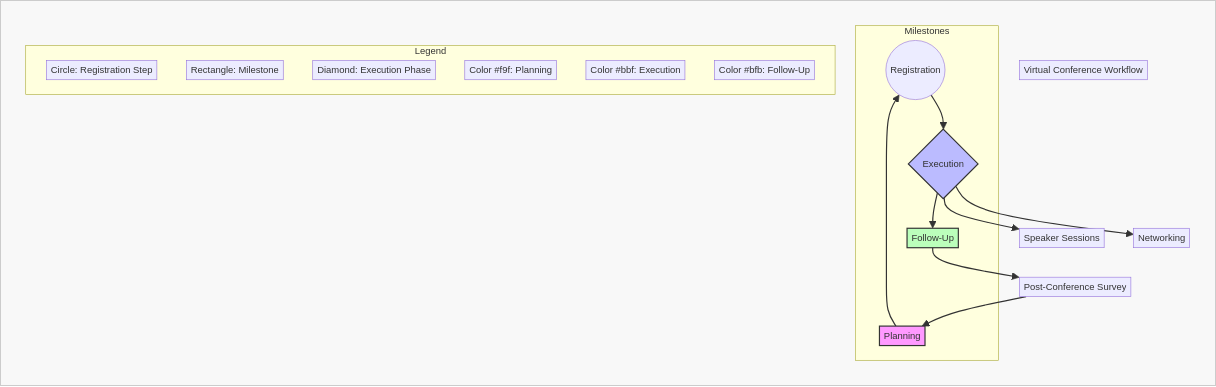 Legend
Circle: Registration Step
Rectangle: Milestone
Diamond: Execution Phase
Color #f9f: Planning
Color #bbf: Execution
Color #bfb: Follow-Up
Milestones
Registration
Virtual Conference Workflow
Execution
Follow-Up
Speaker Sessions
Networking
Post-Conference Survey
Planning